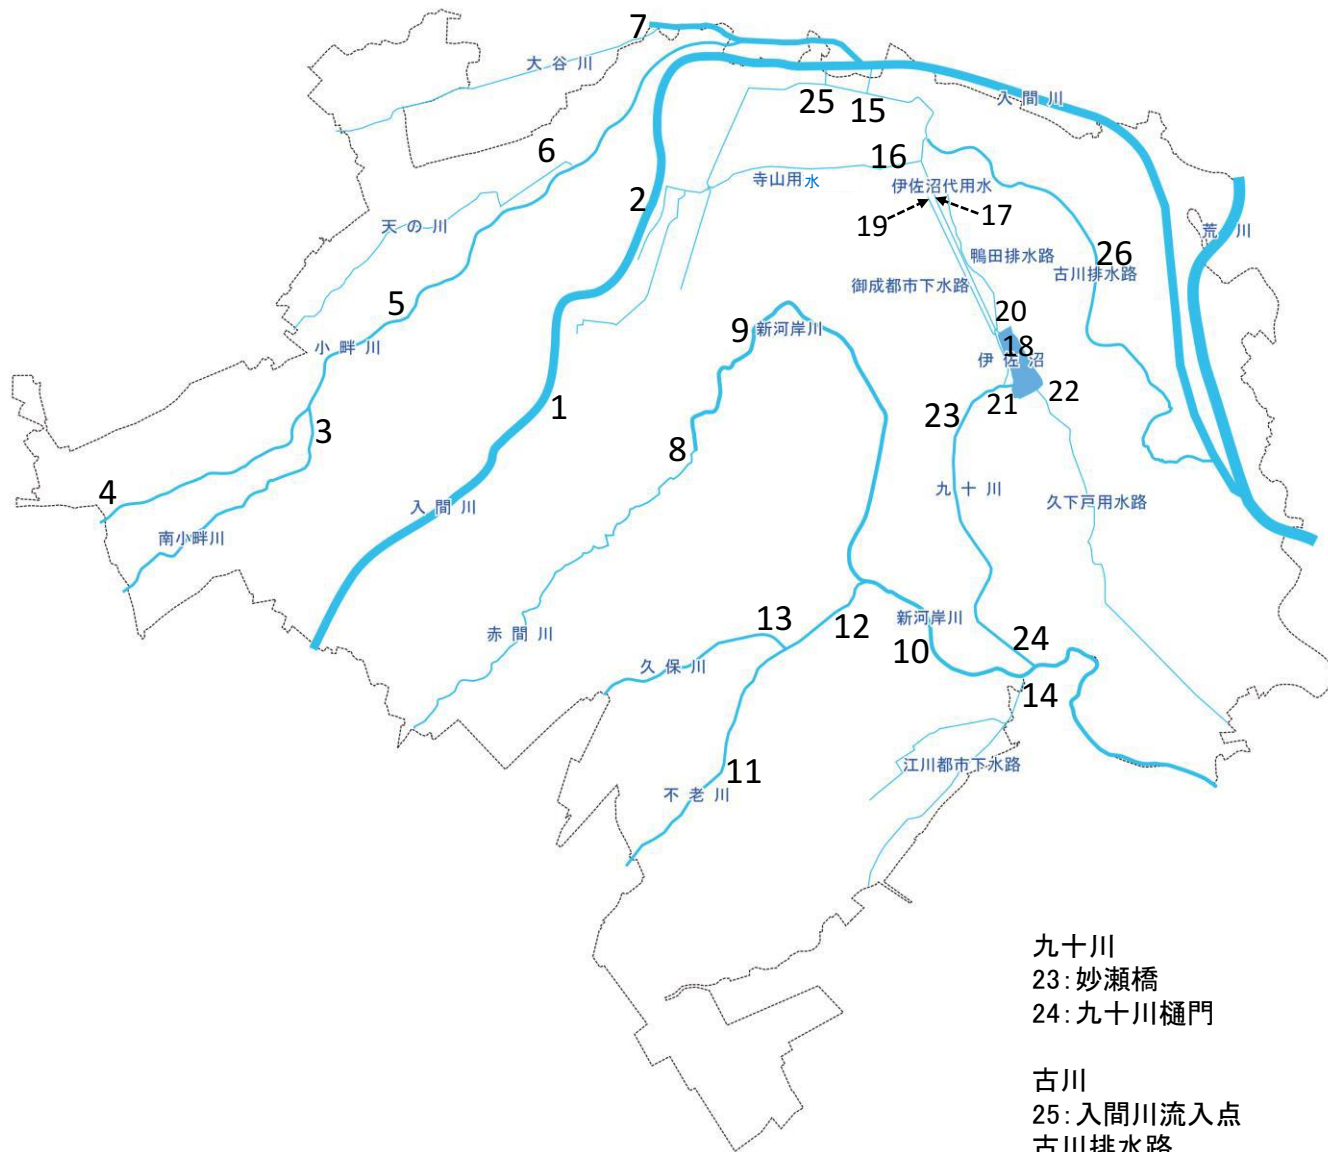 7
大谷川
入間川
25
15
6
16
寺山用水
伊佐沼代用水
2
19
17
天の川
荒川
鴨田排水路
26
古川排水路
御成都市下水路
5
20
9
新河岸川
小畔川
18
伊佐沼
22
21
1
23
3
8
4
九十川
久下戸用水路
入間川
南小畔川
13
12
新河岸川
赤間川
24
10
久保川
14
11
江川都市下水路
不老川
九十川
23:妙瀬橋
24:九十川樋門
古川
25:入間川流入点
古川排水路